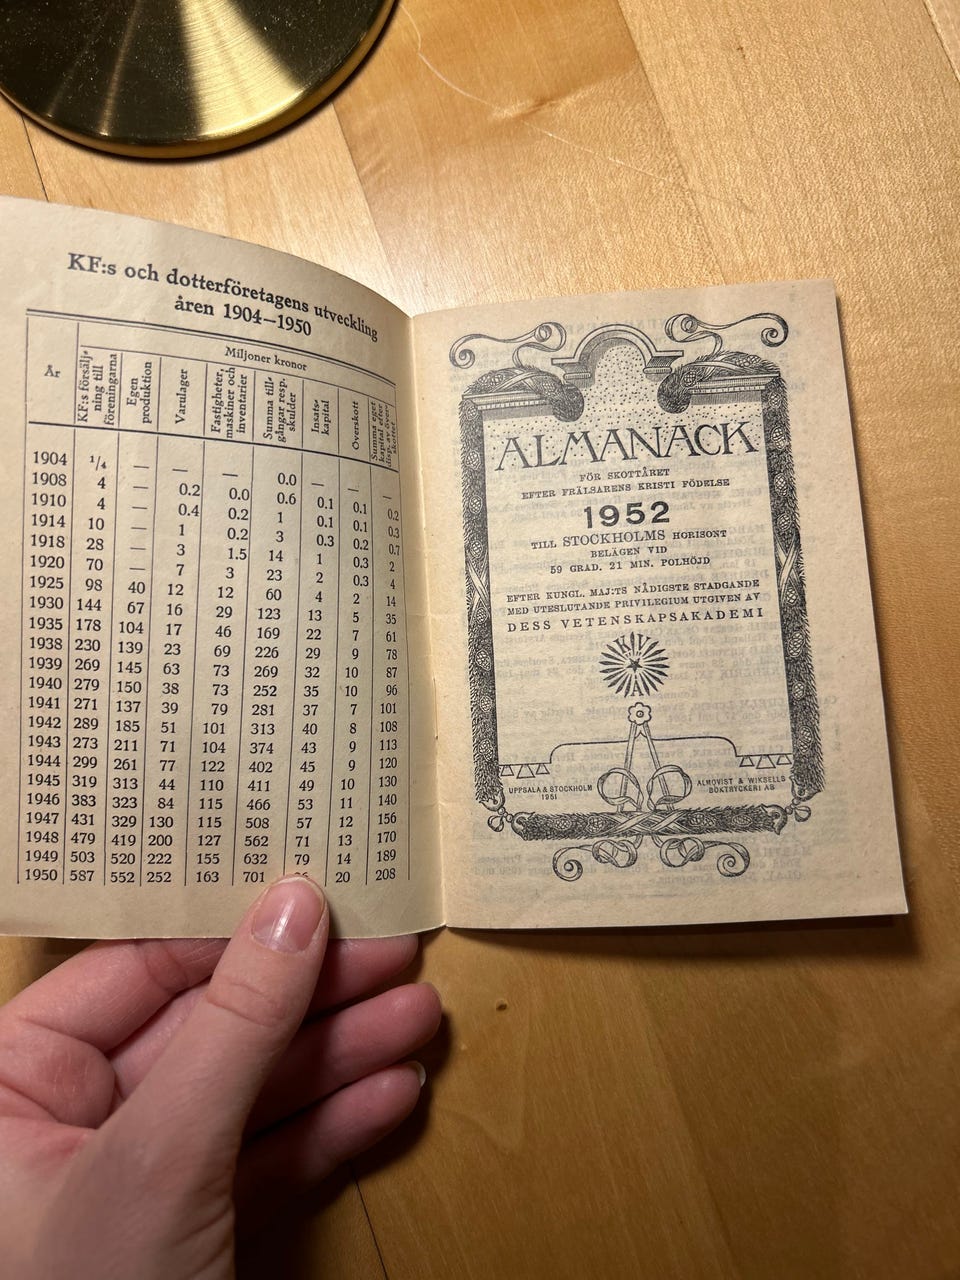 KF:s och dotterföretagens utveckling
åren 1904—1950
Miljoner kronor
År
KF:s försälj-
ning till
föreningarna
Egen
produktion
Varulager
Fastigheter,
maskiner och
inventarier
Summa till-
gångar resp.
skulder
Insats-
kapital
Överskott
Summa eget
kapital efter
disp. av över-
skottet
1904 1/4 — — — 0.0 — — —
1908 4 — 0.2 0.0 0.6 0.1 0.1 0.2
1910 4 — 0.4 0.2 1 0.1 0.1 0.3
1914 10 — 1 0.2 3 0.3 0.2 0.7
1918 28 — 3 1.5 14 1 0.3 2
1920 70 — 7 3 23 2 0.3 4
1925 98 40 12 12 60 4 2 14
1930 144 67 16 29 123 13 5 35
1935 178 104 17 46 169 22 7 61
1938 230 139 23 69 226 29 9 78
1939 269 145 63 73 269 32 10 87
1940 279 150 38 73 252 35 10 96
1941 271 137 39 79 281 37 7 101
1942 289 185 51 101 313 40 8 108
1943 273 211 71 104 374 43 9 113
1944 299 261 77 122 402 45 9 120
1945 319 313 44 110 411 49 10 130
1946 383 323 84 115 466 53 11 140
1947 431 329 130 115 508 57 12 156
1948 479 419 200 127 562 71 13 170
1949 503 520 222 155 632 79 14 189
1950 587 552 252 163 701 20 208
ALMANACK
FÖR SKOTTÅRET
EFTER FRÄLSARENS KRISTI FÖDELSE
1952
TILL STOCKHOLMS HORISONT
BELÄGEN VID
59 GRAD. 21 MIN. POLHÖJD
EFTER KUNGL. MAJ:TS NÅDIGSTE STADGANDE
MED UTESLUTANDE PRIVILEGIUM UTGIVEN AV
DESS VETENSKAPSAKADEMI
UPPSALA & STOCKHOLM
1951
ALMQVIST & WIKSELLS
BOKTRYCKERI AB